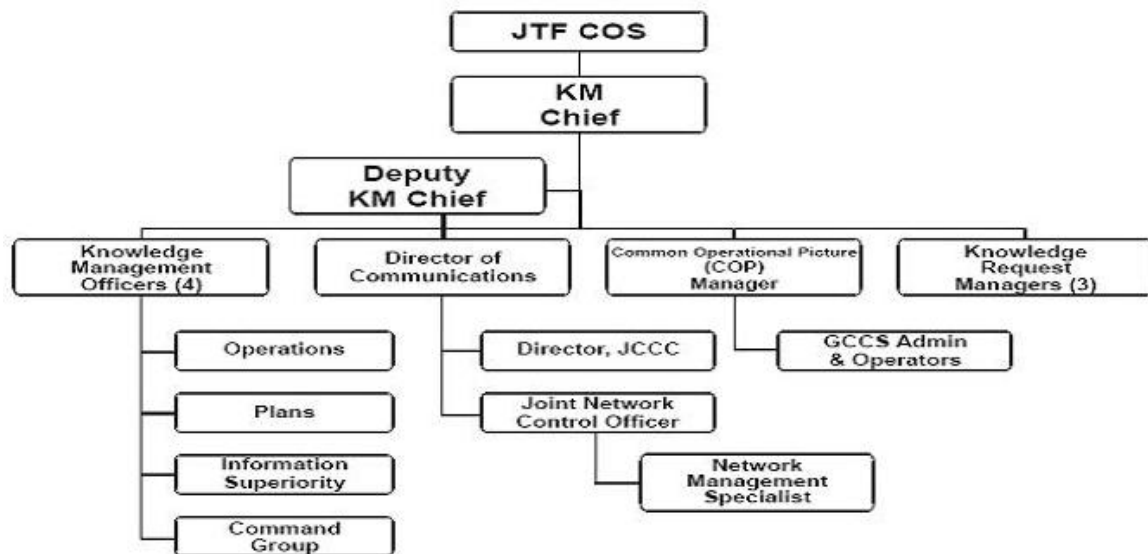 JTF COS
KM
Chief
Deputy
KM Chief
Knowledge
Management
Officers (4)
Director of
Communications
Common Operational Picture
(COP)
Manager
Knowledge
Request
Managers (3)
Operations
Plans
Information
Superiority
Command
Group
Director, JCCC
Joint Network
Control Officer
Network
Management
Specialist
GCCS Admin
& Operators